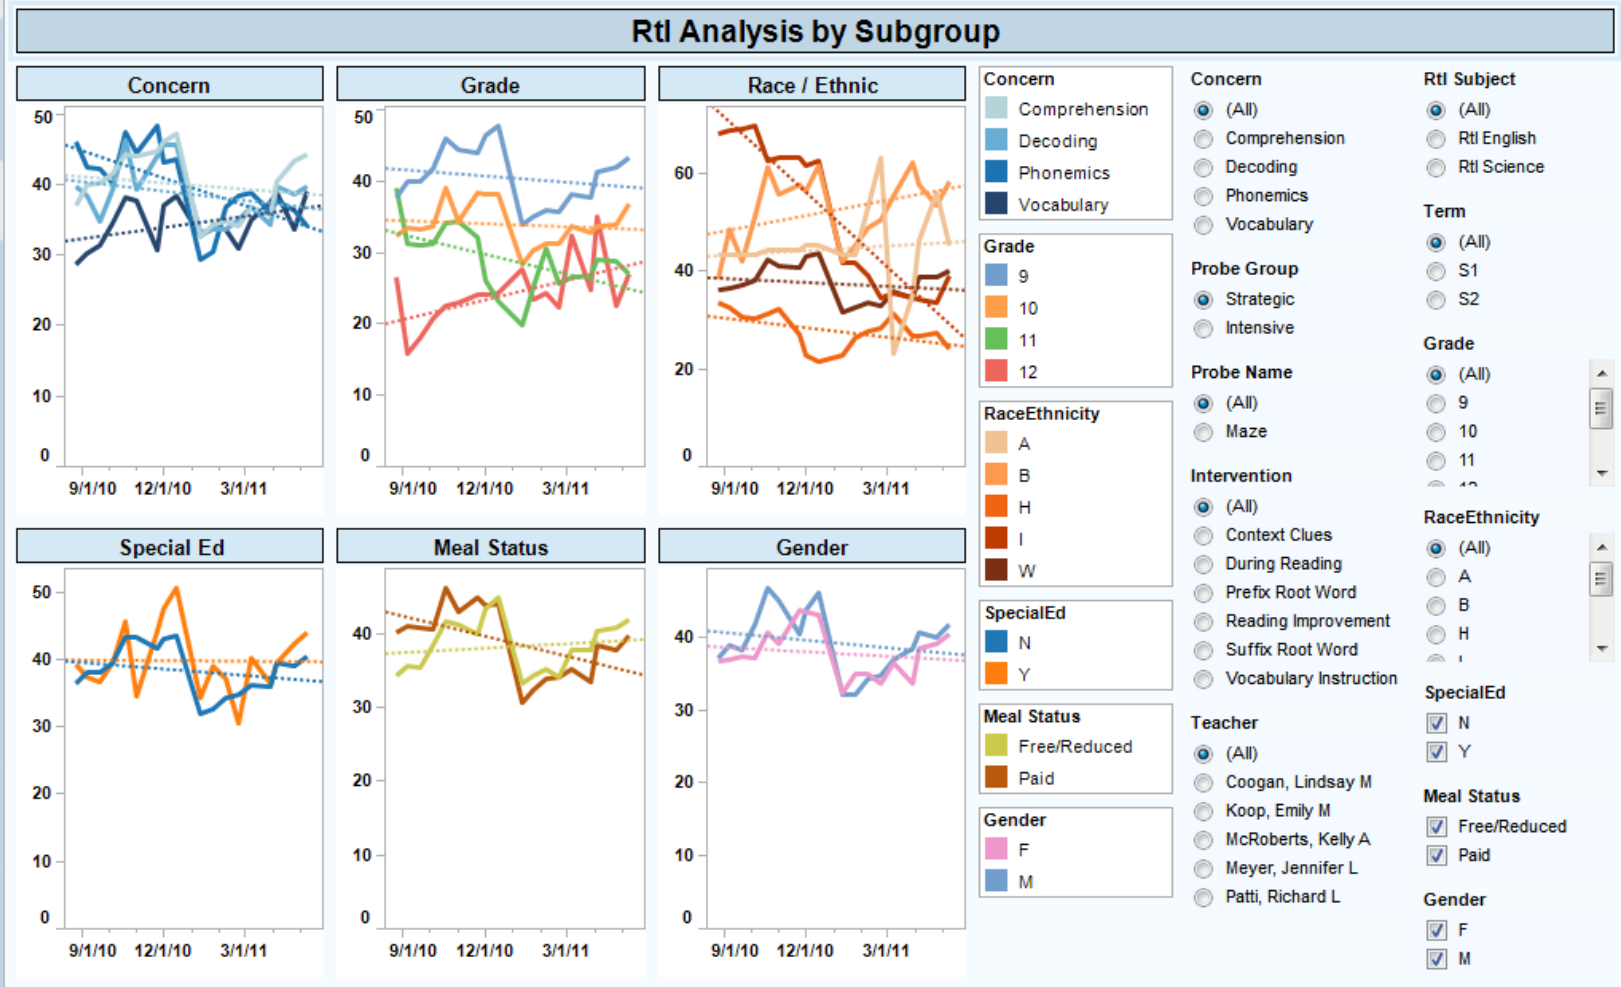 RtI Analysis by Subgroup
Concern
50
40
30
20
10
0
9/1/10 12/1/10 3/1/11
Grade
50
40
30
20
10
0
9/1/10 12/1/10 3/1/11
Race / Ethnic
60
40
20
0
9/1/10 12/1/10 3/1/11
Special Ed
50
40
30
20
10
0
9/1/10 12/1/10 3/1/11
Meal Status
40
30
20
10
0
9/1/10 12/1/10 3/1/11
Gender
40
30
20
10
0
9/1/10 12/1/10 3/1/11
Concern
Comprehension
Decoding
Phonemics
Vocabulary
Grade
9
10
11
12
RaceEthnicity
A
B
H
I
W
SpecialEd
N
Y
Meal Status
Free/Reduced
Paid
Gender
F
M
Concern
(All)
Comprehension
Decoding
Phonemics
Vocabulary
Probe Group
Strategic
Intensive
Probe Name
(All)
Maze
Intervention
(All)
Context Clues
During Reading
Prefix Root Word
Reading Improvement
Suffix Root Word
Vocabulary Instruction
Teacher
(All)
Coogan, Lindsay M
Koop, Emily M
McRoberts, Kelly A
Meyer, Jennifer L
Patti, Richard L
RtI Subject
(All)
RtI English
RtI Science
Term
(All)
S1
S2
Grade
(All)
9
10
11
12
RaceEthnicity
(All)
A
B
H
SpecialEd
N
Y
Meal Status
Free/Reduced
Paid
Gender
F
M